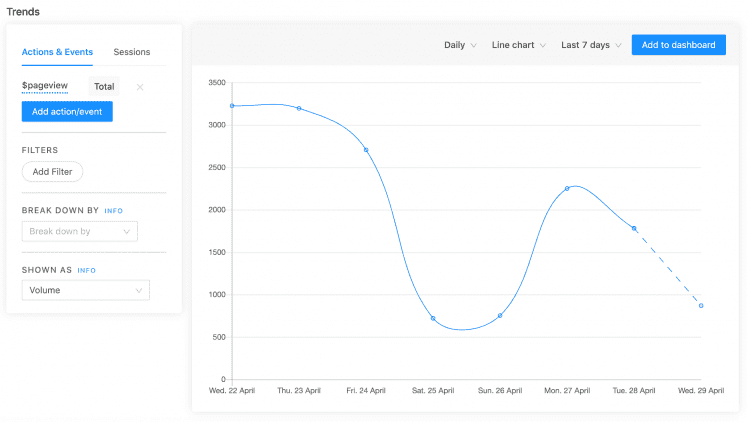 Trends
Actions & Events Sessions
$pageview Total
Add action/event
FILTERS
Add Filter
BREAK DOWN BY INFO
Break down by
SHOWN AS INFO
Volume
Daily Line chart Last 7 days Add to dashboard
3500
3000
2500
2000
1500
1000
500
0
Wed. 22 April Thu. 23 April Fri. 24 April Sat. 25 April Sun. 26 April Mon. 27 April Tue. 28 April Wed. 29 April